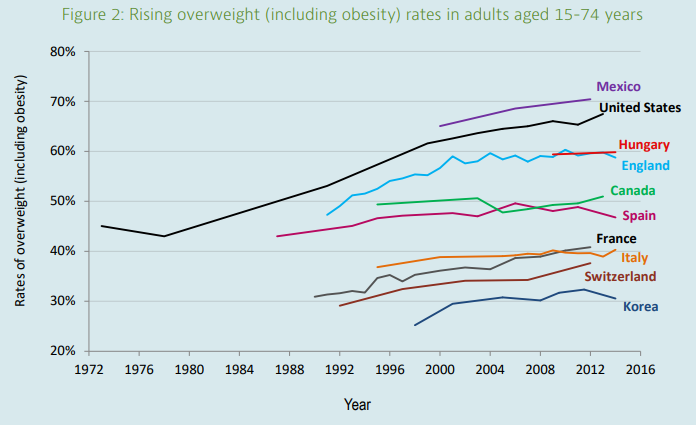 Figure 2: Rising overweight (including obesity) rates in adults aged 15-74 years
Rates of overweight (including obesity)
80%
70%
60%
50%
40%
30%
20%
Mexico
United States
Hungary
England
Canada
Spain
France
Italy
Switzerland
Korea
1972 1976 1980 1984 1988 1992 1996 2000 2004 2008 2012 2016
Year